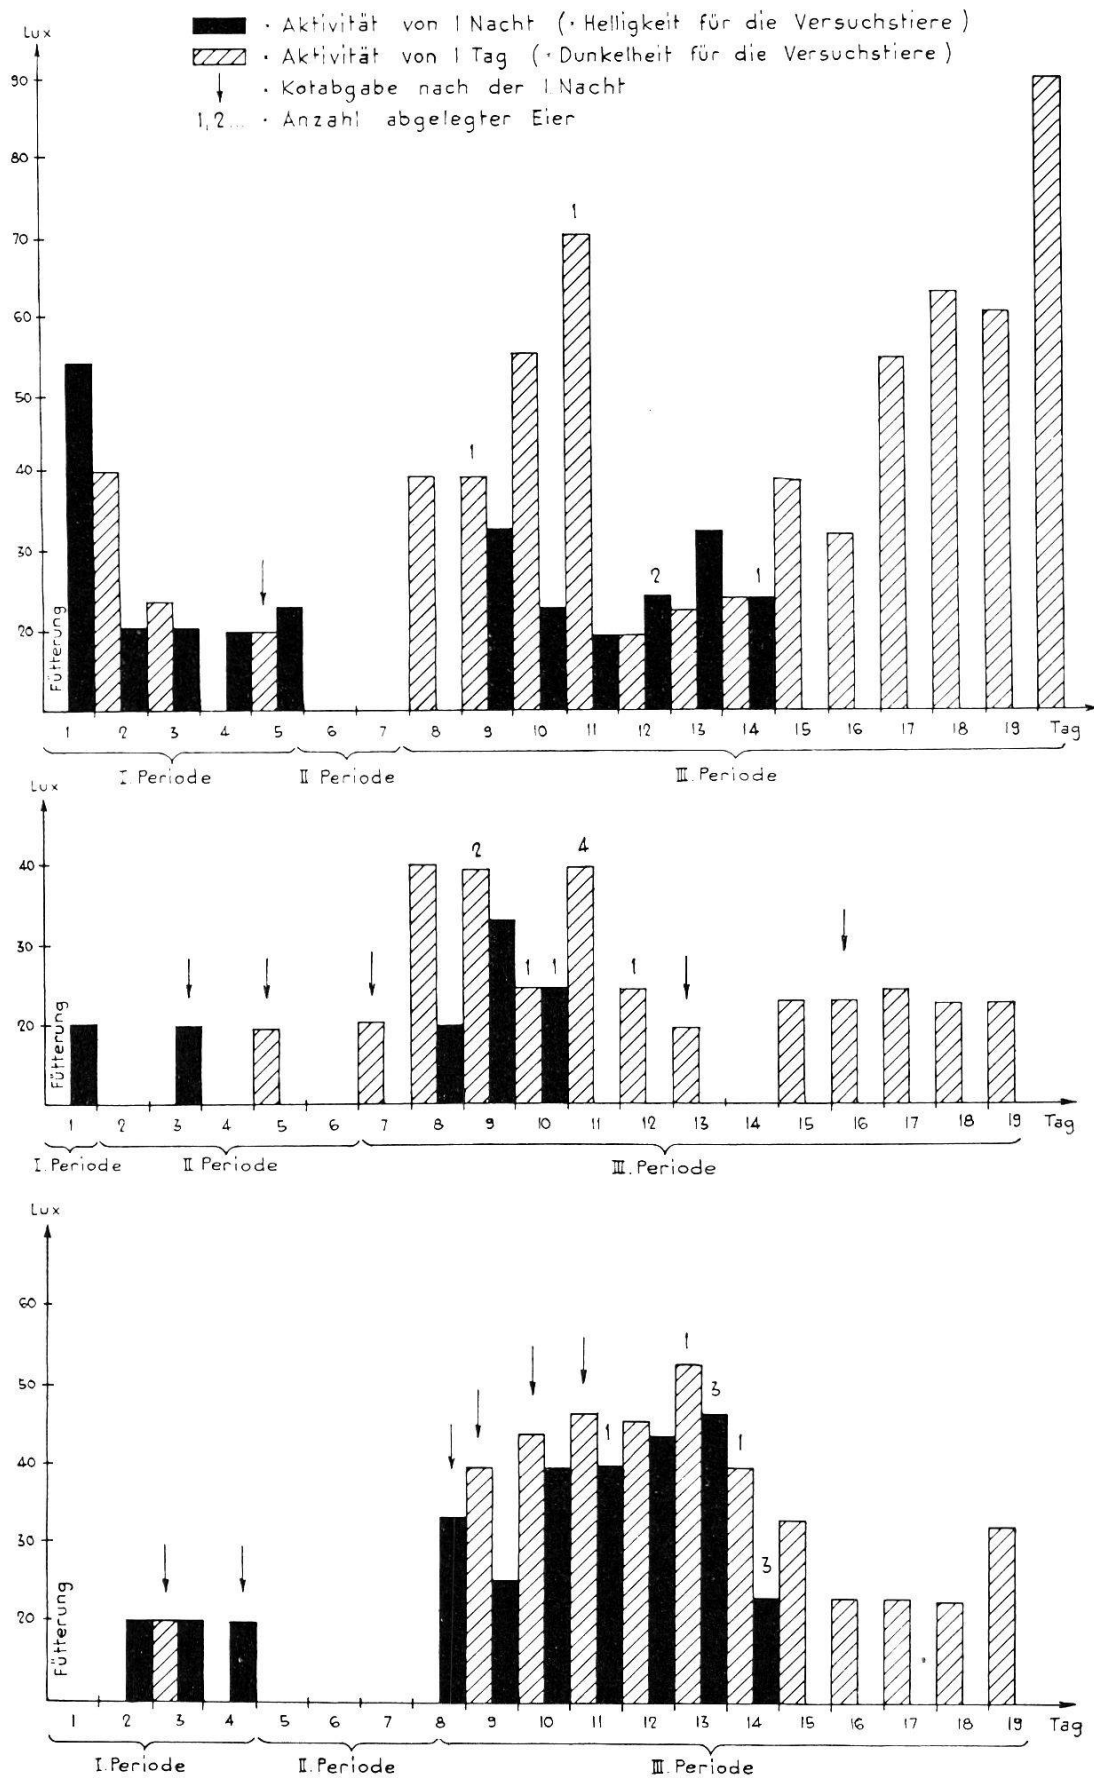 Lux
· Aktivität von 1 Nacht (· Helligkeit für die Versuchstiere)
· Aktivität von 1 Tag (· Dunkelheit für die Versuchstiere)
· Kotabgabe nach der 1 Nacht
1,2... · Anzahl abgelegter Eier
90
80
70
60
50
40
30
20
Fütterung
1
1
2
1
1 2 3 4 5 6 7 8 9 10 11 12 13 14 15 16 17 18 19 Tag
I. Periode II Periode III. Periode
Lux
40
30
20
Fütterung
2
4
1 1
1
1 2 3 4 5 6 7 8 9 10 11 12 13 14 15 16 17 18 19 Tag
I. Periode II Periode III. Periode
Lux
60
50
40
30
20
Fütterung
1
1
3
1
3
1 2 3 4 5 6 7 8 9 10 11 12 13 14 15 16 17 18 19 Tag
I. Periode II. Periode III. Periode